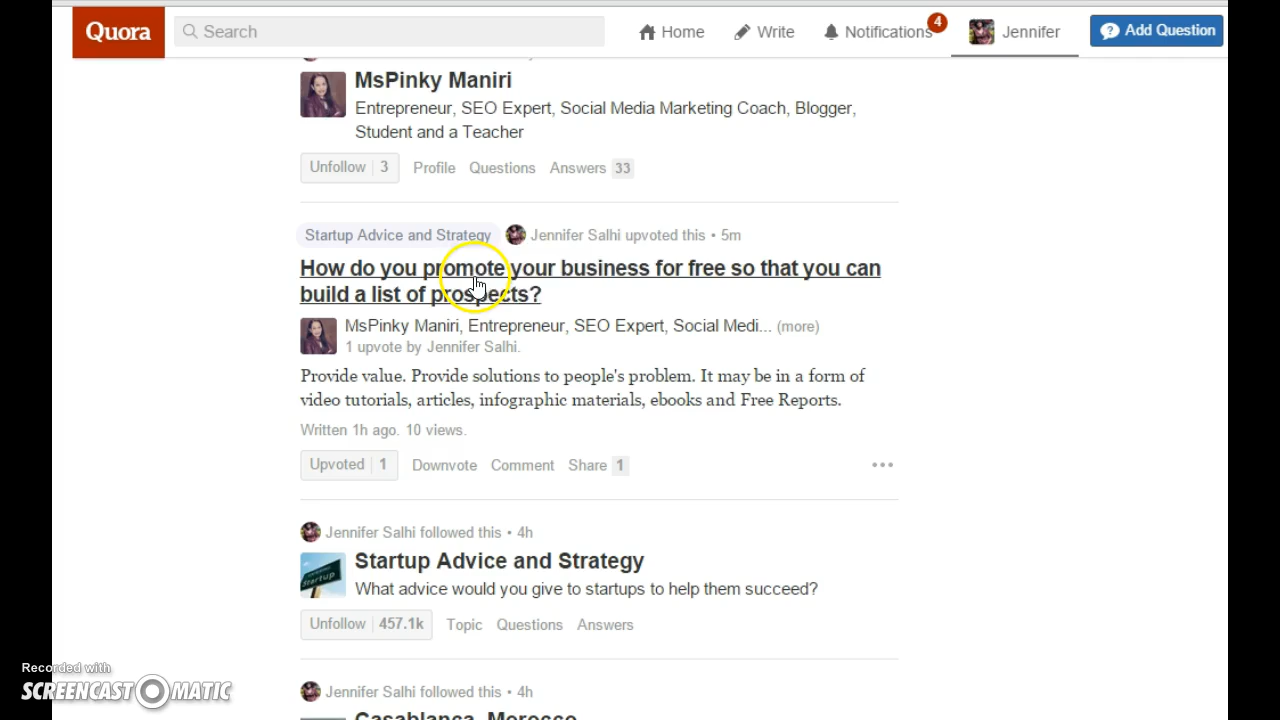 Quora
Search
Home
Write
Notifications
4
Jennifer
Add Question
MsPinky Maniri
Entrepreneur, SEO Expert, Social Media Marketing Coach, Blogger,
Student and a Teacher
Unfollow 3 Profile Questions Answers 33
Startup Advice and Strategy Jennifer Salhi upvoted this • 5m
How do you promote your business for free so that you can
build a list of prospects?
MsPinky Maniri, Entrepreneur, SEO Expert, Social Medi... (more)
1 upvote by Jennifer Salhi.
Provide value. Provide solutions to people's problem. It may be in a form of
video tutorials, articles, infographic materials, ebooks and Free Reports.
Written 1h ago. 10 views.
Upvoted 1 Downvote Comment Share 1
Jennifer Salhi followed this • 4h
Startup Advice and Strategy
startup
What advice would you give to startups to help them succeed?
Unfollow 457.1k Topic Questions Answers
Recorded with
SCREENCAST-O-MATIC
Jennifer Salhi followed this • 4h
Casablanca, Morocco